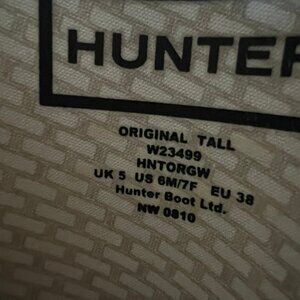 HUNTER
ORIGINAL TALL
W23499
HNTORGW
UK 5 US 6M/7F EU 38
Hunter Boot Ltd.
NW 0810